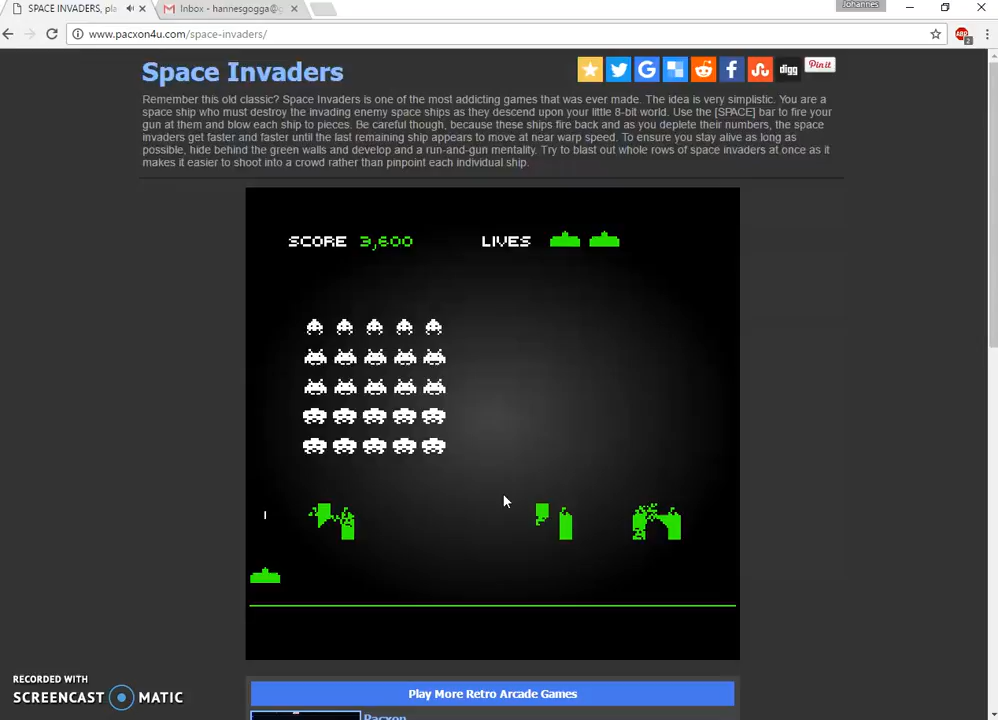 SPACE INVADERS, pl
Inbox - hannesgogga@g
Johannes
www.pacxon4u.com/space-invaders/
ABP
2
Space Invaders
digg
Pin it
Remember this old classic? Space Invaders is one of the most addicting games that was ever made. The idea is very simplistic. You are a
space ship who must destroy the invading enemy space ships as they descend upon your little 8-bit world. Use the [SPACE] bar to fire your
gun at them and blow each ship to pieces. Be careful though, because these ships fire back and as you deplete their numbers, the space
invaders get faster and faster until the last remaining ship appears to move at near warp speed. To ensure you stay alive as long as
possible, hide behind the green walls and develop and a run-and-gun mentality. Try to blast out whole rows of space invaders at once as it
makes it easier to shoot into a crowd rather than pinpoint each individual ship.
SCORE 3,600 LIVES
RECORDED WITH
SCREENCAST MATIC
Play More Retro Arcade Games
Pacxon